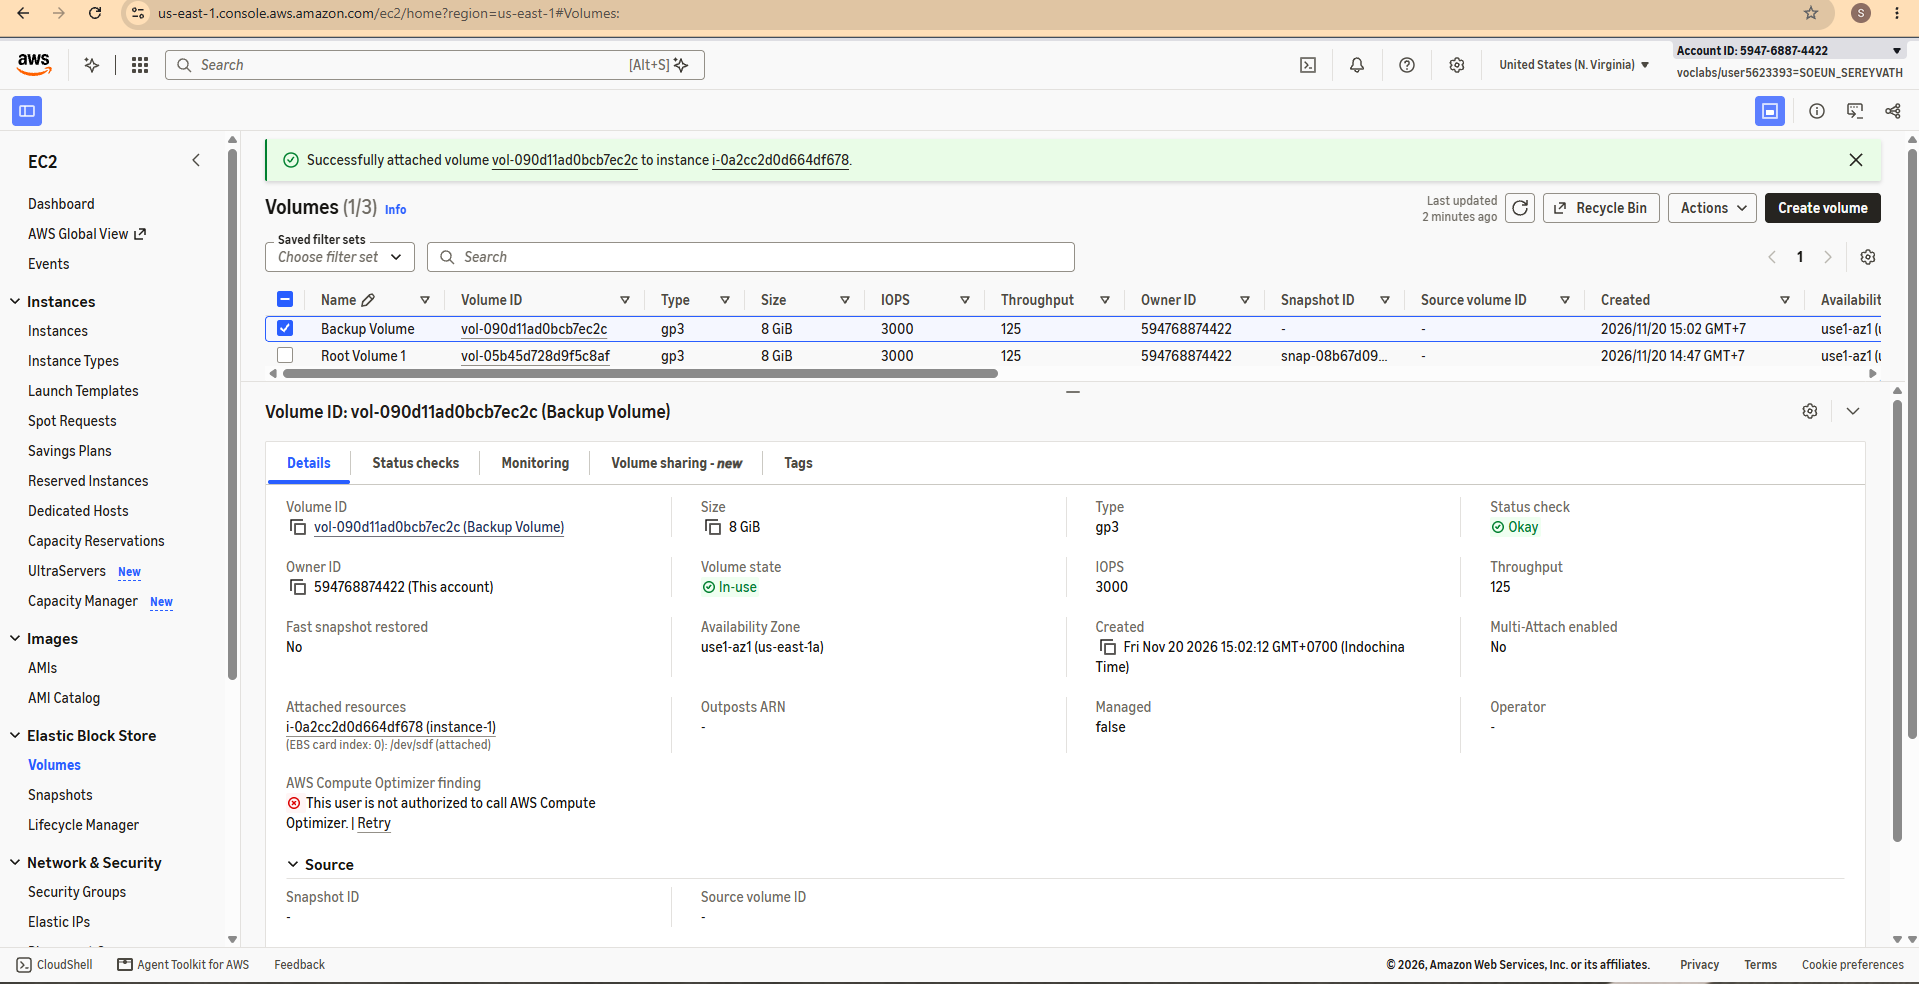 us-east-1.console.aws.amazon.com/ec2/home?region=us-east-1#Volumes:
S
aws
Search
[Alt+S]
United States (N. Virginia)
Account ID: 5947-6887-4422
voclabs/user5623393=SOEUN_SEREYVATH
EC2
Dashboard
AWS Global View
Events
Instances
Instances
Instance Types
Launch Templates
Spot Requests
Savings Plans
Reserved Instances
Dedicated Hosts
Capacity Reservations
UltraServers New
Capacity Manager New
Images
AMIs
AMI Catalog
Elastic Block Store
Volumes
Snapshots
Lifecycle Manager
Network & Security
Security Groups
Elastic IPs
Successfully attached volume vol-090d11ad0bcb7ec2c to instance i-0a2cc2d0d664df678.
Volumes (1/3) Info
Last updated
2 minutes ago
Recycle Bin
Actions
Create volume
Saved filter sets
Choose filter set
Search
1
Name Volume ID Type Size IOPS Throughput Owner ID Snapshot ID Source volume ID Created Availabilit
Backup Volume vol-090d11ad0bcb7ec2c gp3 8 GiB 3000 125 594768874422 - - 2026/11/20 15:02 GMT+7 use1-az1 (u
Root Volume 1 vol-05b45d728d9f5c8af gp3 8 GiB 3000 125 594768874422 snap-08b67d09... - 2026/11/20 14:47 GMT+7 use1-az1 (u
Volume ID: vol-090d11ad0bcb7ec2c (Backup Volume)
Details Status checks Monitoring Volume sharing - new Tags
Volume ID Size Type Status check
vol-090d11ad0bcb7ec2c (Backup Volume) 8 GiB gp3 Okay
Owner ID Volume state IOPS Throughput
594768874422 (This account) In-use 3000 125
Fast snapshot restored Availability Zone Created Multi-Attach enabled
No use1-az1 (us-east-1a) Fri Nov 20 2026 15:02:12 GMT+0700 (Indochina No
Time)
Attached resources Outposts ARN Managed Operator
i-0a2cc2d0d664df678 (instance-1) - false -
(EBS card index: 0): /dev/sdf (attached)
AWS Compute Optimizer finding
This user is not authorized to call AWS Compute
Optimizer. | Retry
Source
Snapshot ID Source volume ID
- -
CloudShell Agent Toolkit for AWS Feedback
© 2026, Amazon Web Services, Inc. or its affiliates. Privacy Terms Cookie preferences